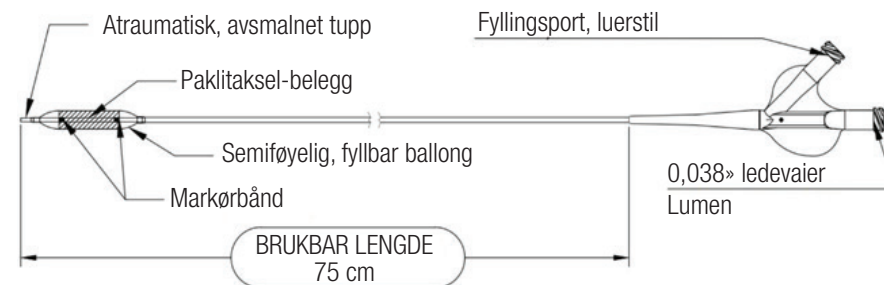 Atraumatisk, avsmalnet tupp
Fyllingsport, luerstil
Paklitaksel-belegg
Semiføyelig, fyllbar ballong
Markørbånd
0,038» ledevaier
Lumen
BRUKBAR LENGDE
75 cm